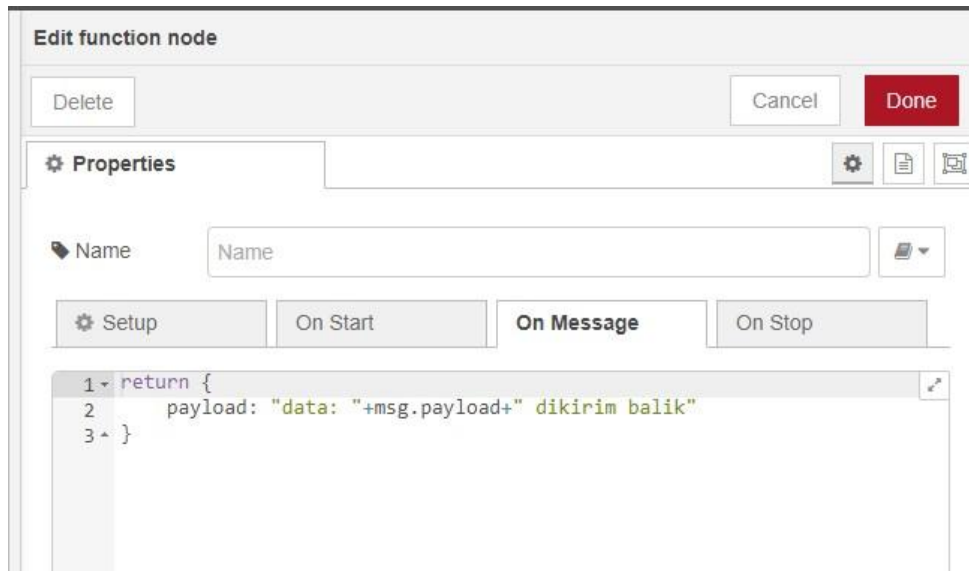 Edit function node
Delete
Cancel
Done
Properties
Name
Name
Setup
On Start
On Message
On Stop
1 return {
2 payload: "data: "+msg.payload+" dikirim balik"
3 }